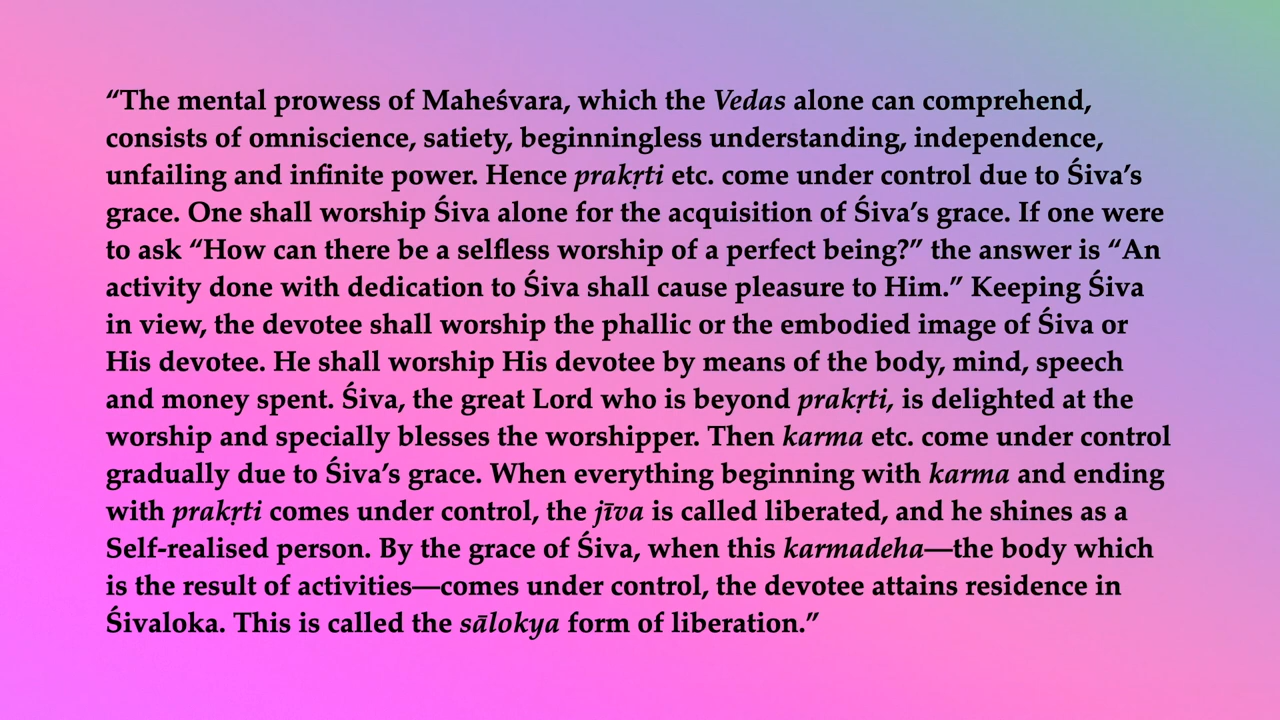 “The mental prowess of Maheśvara, which the Vedas alone can comprehend,
consists of omniscience, satiety, beginningless understanding, independence,
unfailing and infinite power. Hence prakṛti etc. come under control due to Śiva’s
grace. One shall worship Śiva alone for the acquisition of Śiva’s grace. If one were
to ask “How can there be a selfless worship of a perfect being?” the answer is “An
activity done with dedication to Śiva shall cause pleasure to Him.” Keeping Śiva
in view, the devotee shall worship the phallic or the embodied image of Śiva or
His devotee. He shall worship His devotee by means of the body, mind, speech
and money spent. Śiva, the great Lord who is beyond prakṛti, is delighted at the
worship and specially blesses the worshipper. Then karma etc. come under control
gradually due to Śiva’s grace. When everything beginning with karma and ending
with prakṛti comes under control, the jīva is called liberated, and he shines as a
Self-realised person. By the grace of Śiva, when this karmadeha—the body which
is the result of activities—comes under control, the devotee attains residence in
Śivaloka. This is called the sālokya form of liberation.”